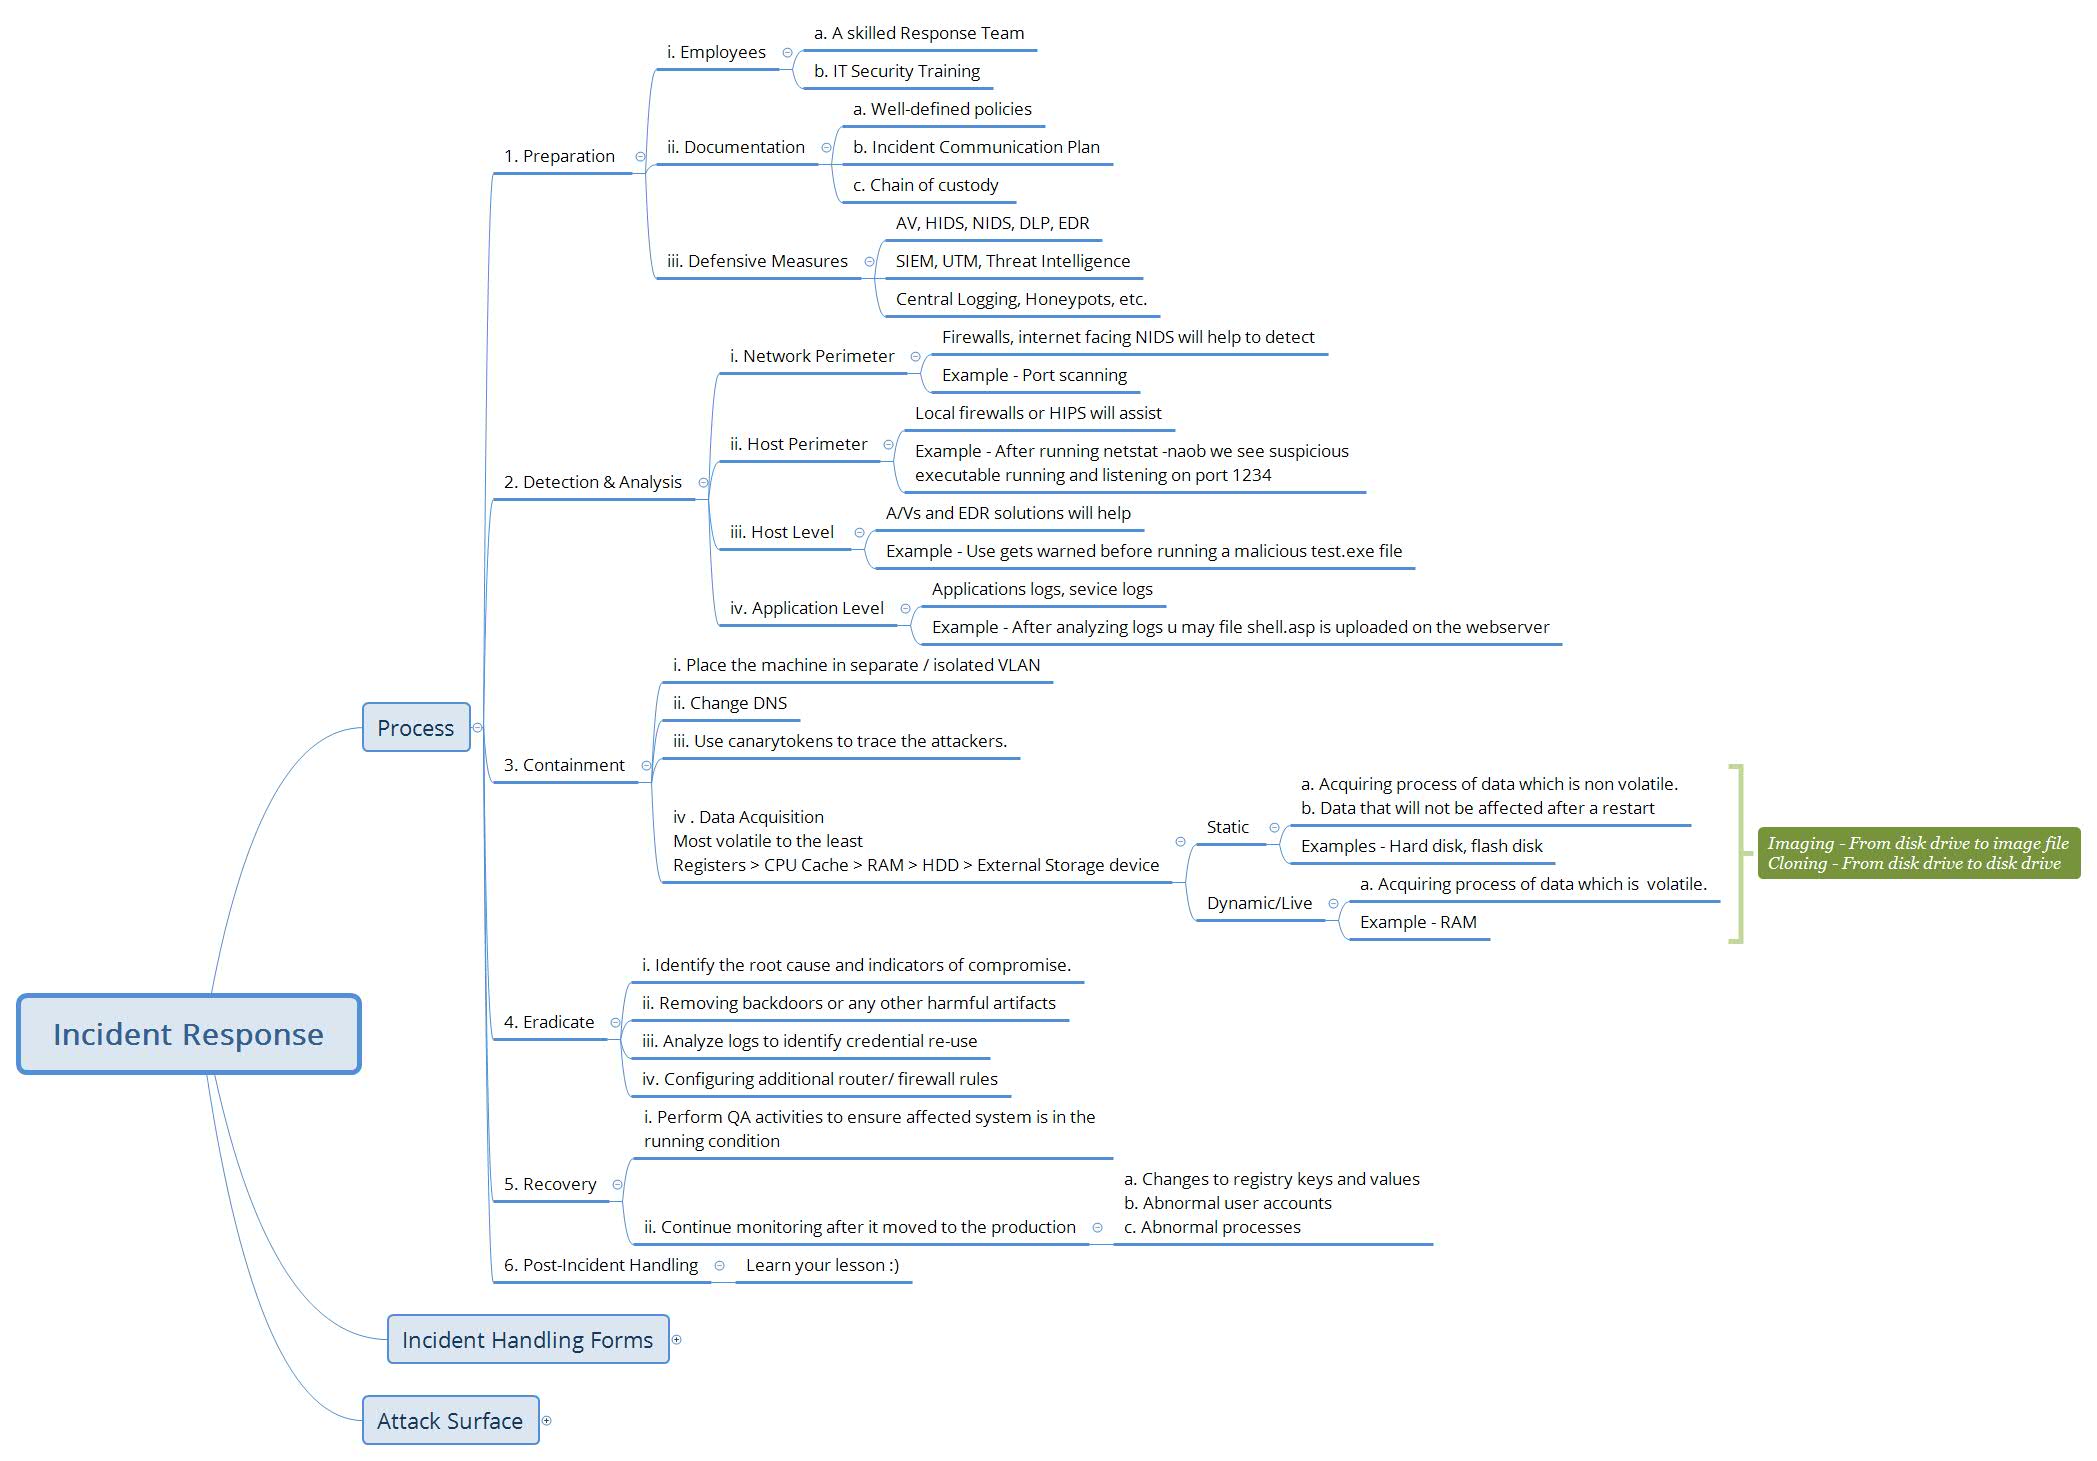 Incident Response
Process
1. Preparation
i. Employees
a. A skilled Response Team
b. IT Security Training
ii. Documentation
a. Well-defined policies
b. Incident Communication Plan
c. Chain of custody
iii. Defensive Measures
AV, HIDS, NIDS, DLP, EDR
SIEM, UTM, Threat Intelligence
Central Logging, Honeypots, etc.
2. Detection & Analysis
i. Network Perimeter
Firewalls, internet facing NIDS will help to detect
Example - Port scanning
ii. Host Perimeter
Local firewalls or HIPS will assist
Example - After running netstat -naob we see suspicious
executable running and listening on port 1234
iii. Host Level
A/Vs and EDR solutions will help
Example - Use gets warned before running a malicious test.exe file
iv. Application Level
Applications logs, sevice logs
Example - After analyzing logs u may file shell.asp is uploaded on the webserver
3. Containment
i. Place the machine in separate / isolated VLAN
ii. Change DNS
iii. Use canarytokens to trace the attackers.
iv . Data Acquisition
Most volatile to the least
Registers > CPU Cache > RAM > HDD > External Storage device
Static
a. Acquiring process of data which is non volatile.
b. Data that will not be affected after a restart
Examples - Hard disk, flash disk
Dynamic/Live
a. Acquiring process of data which is  volatile.
Example - RAM
Imaging - From disk drive to image file
Cloning - From disk drive to disk drive
4. Eradicate
i. Identify the root cause and indicators of compromise.
ii. Removing backdoors or any other harmful artifacts
iii. Analyze logs to identify credential re-use
iv. Configuring additional router/ firewall rules
5. Recovery
i. Perform QA activities to ensure affected system is in the
running condition
ii. Continue monitoring after it moved to the production
a. Changes to registry keys and values
b. Abnormal user accounts
c. Abnormal processes
6. Post-Incident Handling
Learn your lesson :)
Incident Handling Forms
Attack Surface